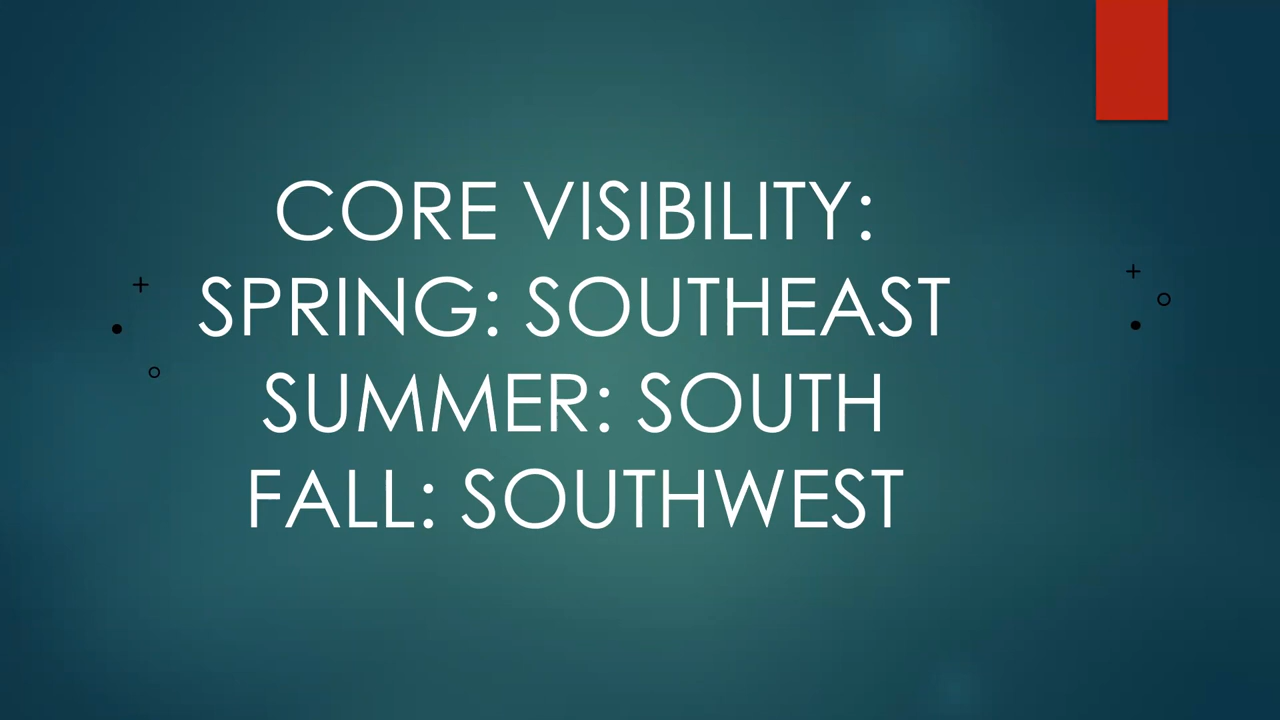 CORE VISIBILITY:
SPRING: SOUTHEAST
SUMMER: SOUTH
FALL: SOUTHWEST